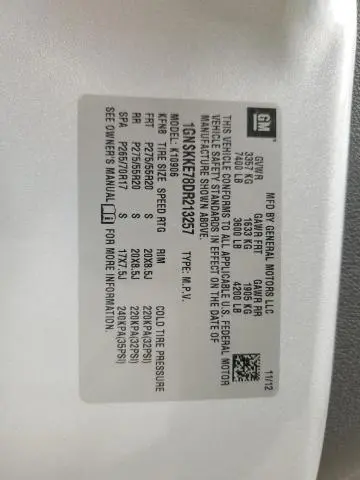 GM
MFD BY GENERAL MOTORS LLC 11/12
GVWR GAWR FRT GAWR RR
3357 KG 1633 KG 1905 KG
7400 LB 3600 LB 4200 LB
THIS VEHICLE CONFORMS TO ALL APPLICABLE U.S. FEDERAL MOTOR
VEHICLE SAFETY STANDARDS IN EFFECT ON THE DATE OF
MANUFACTURE SHOWN ABOVE.
1GNSKKE78DR213257 TYPE: M.P.V.
MODEL: K10906
KFNB TIRE SIZE SPEED RTG RIM COLD TIRE PRESSURE
FRT P275/55R20 S 20X8.5J 220KPA(32PSI)
RR P275/55R20 S 20X8.5J 220KPA(32PSI)
SPA P265/70R17 S 17X7.5J 240KPA(35PSI)
SEE OWNER'S MANUAL FOR MORE INFORMATION.